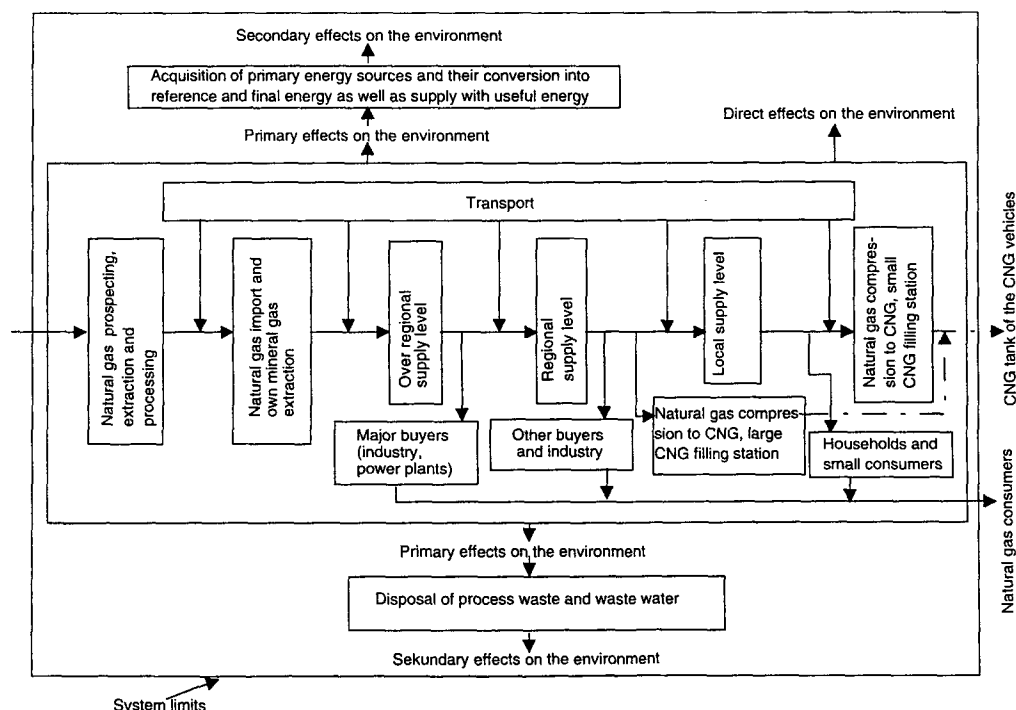 Secondary effects on the environment
Acquisition of primary energy sources and their conversion into
reference and final energy as well as supply with useful energy
Primary effects on the environment
Direct effects on the environment
Transport
Natural gas prospecting,
extraction and
processing
Natural gas import and
own mineral gas
extraction
Over regional
supply level
Regional
supply level
Local supply level
Natural gas compres-
sion to CNG, small
CNG filling station
CNG tank of the CNG vehicles
Major buyers
(industry,
power plants)
Other buyers
and industry
Natural gas compres-
sion to CNG, large
CNG filling station
Households and
small consumers
Natural gas consumers
Primary effects on the environment
Disposal of process waste and waste water
Sekundary effects on the environment
System limits